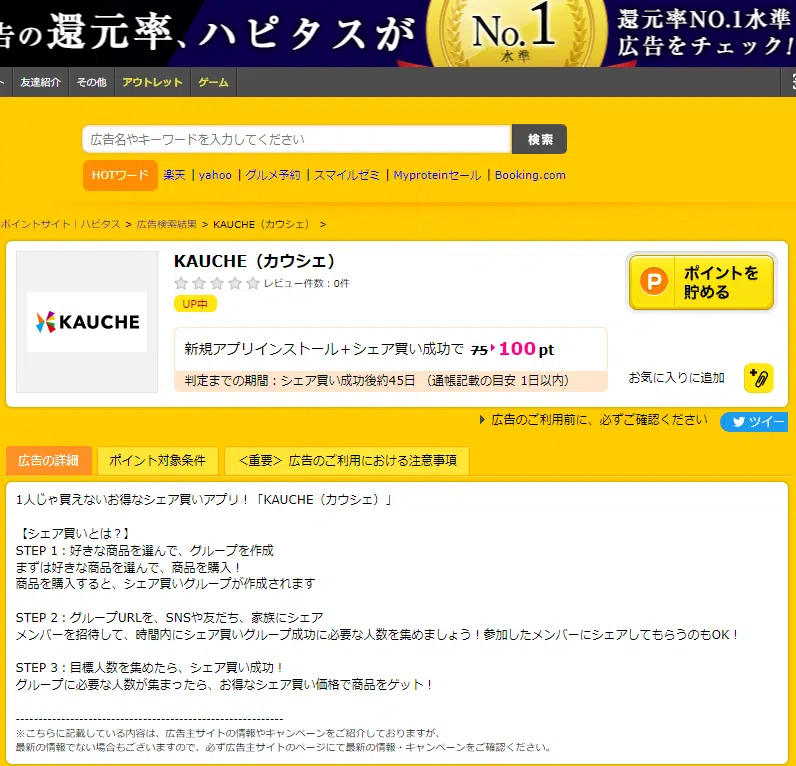 告の還元率、ハピタスが
No.1
水準
還元率NO.1水準
広告をチェック!
友達紹介
その他
アウトレット
ゲーム
広告名やキーワードを入力してください
検索
HOTワード
楽天 | yahoo | グルメ予約 | スマイルゼミ | Myproteinセール | Booking.com
ポイントサイト | ハピタス > 広告検索結果 > KAUCHE（カウシェ） >
KAUCHE
KAUCHE（カウシェ）
レビュー件数：0件
UP中
新規アプリインストール＋シェア買い成功で 75 100 pt
判定までの期間：シェア買い成功後約45日 （通帳記載の目安 1日以内）
P
ポイントを
貯める
お気に入りに追加
広告のご利用前に、必ずご確認ください
ツイー
広告の詳細
ポイント対象条件
＜重要＞ 広告のご利用における注意事項
1人じゃ買えないお得なシェア買いアプリ！「KAUCHE（カウシェ）」
【シェア買いとは？】
STEP 1：好きな商品を選んで、グループを作成
まずは好きな商品を選んで、商品を購入！
商品を購入すると、シェア買いグループが作成されます
STEP 2：グループURLを、SNSや友だち、家族にシェア
メンバーを招待して、時間内にシェア買いグループ成功に必要な人数を集めましょう！参加したメンバーにシェアしてもらうのもOK！
STEP 3：目標人数を集めたら、シェア買い成功！
グループに必要な人数が集まったら、お得なシェア買い価格で商品をゲット！
--------------------------------------------------------
※こちらに記載している内容は、広告主サイトの情報やキャンペーンをご紹介しておりますが、
最新の情報でない場合もございますので、必ず広告主サイトのページにて最新の情報・キャンペーンをご確認ください。